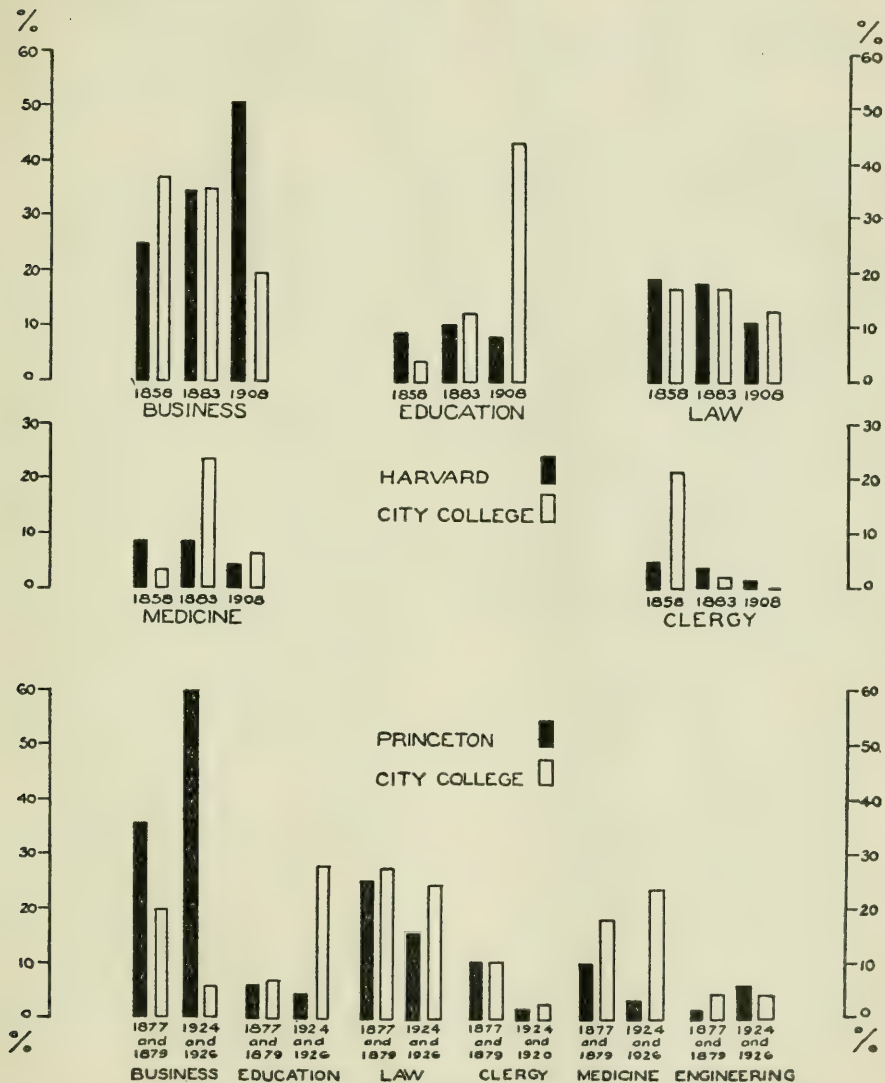 %
%
60
50
40
30
20
10
0
60
50
40
30
20
10
0
1858 1883 1908
BUSINESS
1858 1883 1908
EDUCATION
1858 1883 1908
LAW
30
20
10
0
30
20
10
0
HARVARD
CITY COLLEGE
1858 1883 1908
MEDICINE
1858 1883 1908
CLERGY
60
50
40
30
20
10
0
%
60
50
40
30
20
10
0
%
PRINCETON
CITY COLLEGE
1877 and 1879
1924 and 1926
BUSINESS
1877 and 1879
1924 and 1926
EDUCATION
1877 and 1879
1924 and 1926
LAW
1877 and 1879
1924 and 1920
CLERGY
1877 and 1879
1924 and 1926
MEDICINE
1877 and 1879
1924 and 1926
ENGINEERING